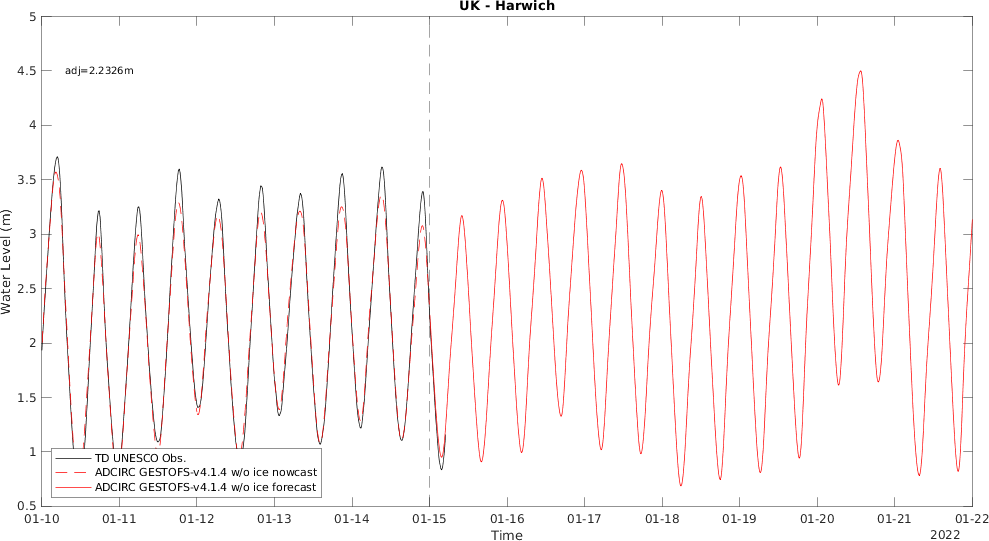 UK - Harwich
adj=2.2326m
Water Level (m)
5
4.5
4
3.5
3
2.5
2
1.5
1
0.5
TD UNESCO Obs.
ADCIRC GESTOFS-v4.1.4 w/o ice nowcast
ADCIRC GESTOFS-v4.1.4 w/o ice forecast
01-10 01-11 01-12 01-13 01-14 01-15 01-16 01-17 01-18 01-19 01-20 01-21 01-22
Time
2022